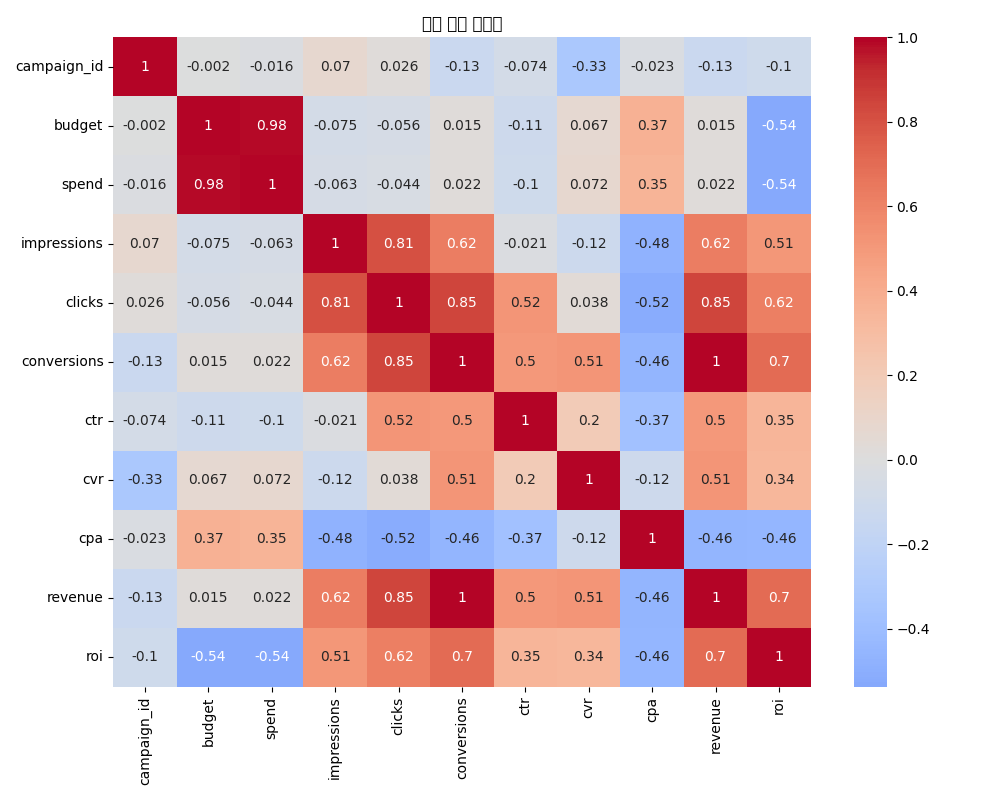 campaign_id 1 -0.002 -0.016 0.07 0.026 -0.13 -0.074 -0.33 -0.023 -0.13 -0.1
budget -0.002 1 0.98 -0.075 -0.056 0.015 -0.11 0.067 0.37 0.015 -0.54
spend -0.016 0.98 1 -0.063 -0.044 0.022 -0.1 0.072 0.35 0.022 -0.54
impressions 0.07 -0.075 -0.063 1 0.81 0.62 -0.021 -0.12 -0.48 0.62 0.51
clicks 0.026 -0.056 -0.044 0.81 1 0.85 0.52 0.038 -0.52 0.85 0.62
conversions -0.13 0.015 0.022 0.62 0.85 1 0.5 0.51 -0.46 1 0.7
ctr -0.074 -0.11 -0.1 -0.021 0.52 0.5 1 0.2 -0.37 0.5 0.35
cvr -0.33 0.067 0.072 -0.12 0.038 0.51 0.2 1 -0.12 0.51 0.34
cpa -0.023 0.37 0.35 -0.48 -0.52 -0.46 -0.37 -0.12 1 -0.46 -0.46
revenue -0.13 0.015 0.022 0.62 0.85 1 0.5 0.51 -0.46 1 0.7
roi -0.1 -0.54 -0.54 0.51 0.62 0.7 0.35 0.34 -0.46 0.7 1
campaign_id budget spend impressions clicks conversions ctr cvr cpa revenue roi
1.0
0.8
0.6
0.4
0.2
0.0
−0.2
−0.4